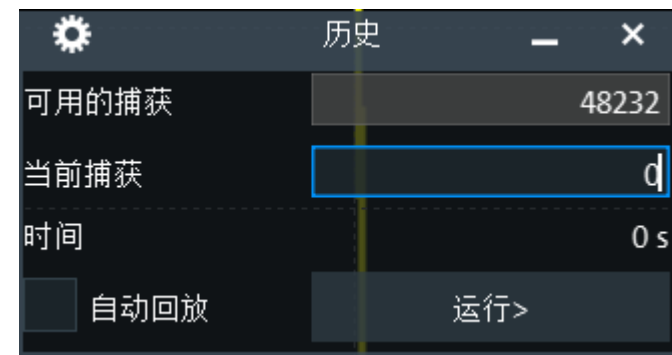 历史
可用的捕获 48232
当前捕获 0
时间 0 s
自动回放 运行>